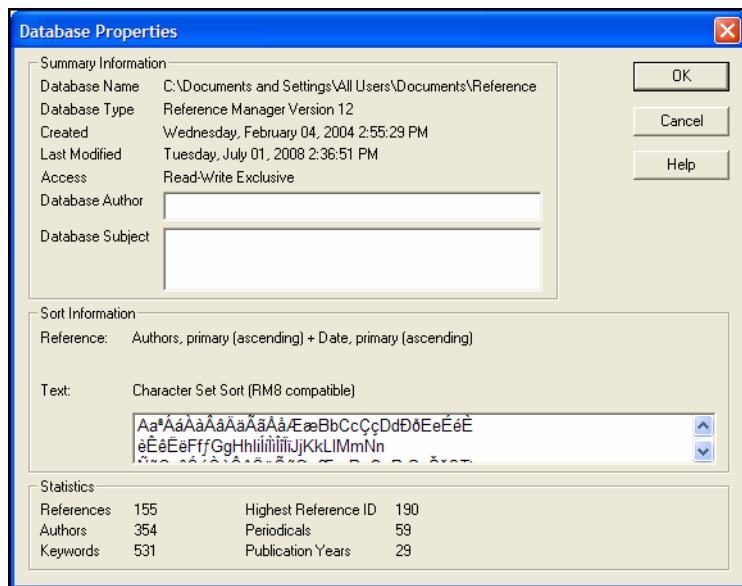 Database Properties
Summary Information
Database Name C:\Documents and Settings\All Users\Documents\Reference
Database Type Reference Manager Version 12
Created Wednesday, February 04, 2004 2:55:29 PM
Last Modified Tuesday, July 01, 2008 2:36:51 PM
Access Read-Write Exclusive
Database Author
Database Subject
OK
Cancel
Help
Sort Information
Reference: Authors, primary (ascending) + Date, primary (ascending)
Text: Character Set Sort (RM8 compatible)
AaªÁáÀàÂâÄäÃãÅåÆæBbCcÇçDdÐðEeÉéÈ
èÊêËëFfƒGgHhIiÍíÌìÎîÏïJjKkLlMmNn
Statistics
References 155 Highest Reference ID 190
Authors 354 Periodicals 59
Keywords 531 Publication Years 29